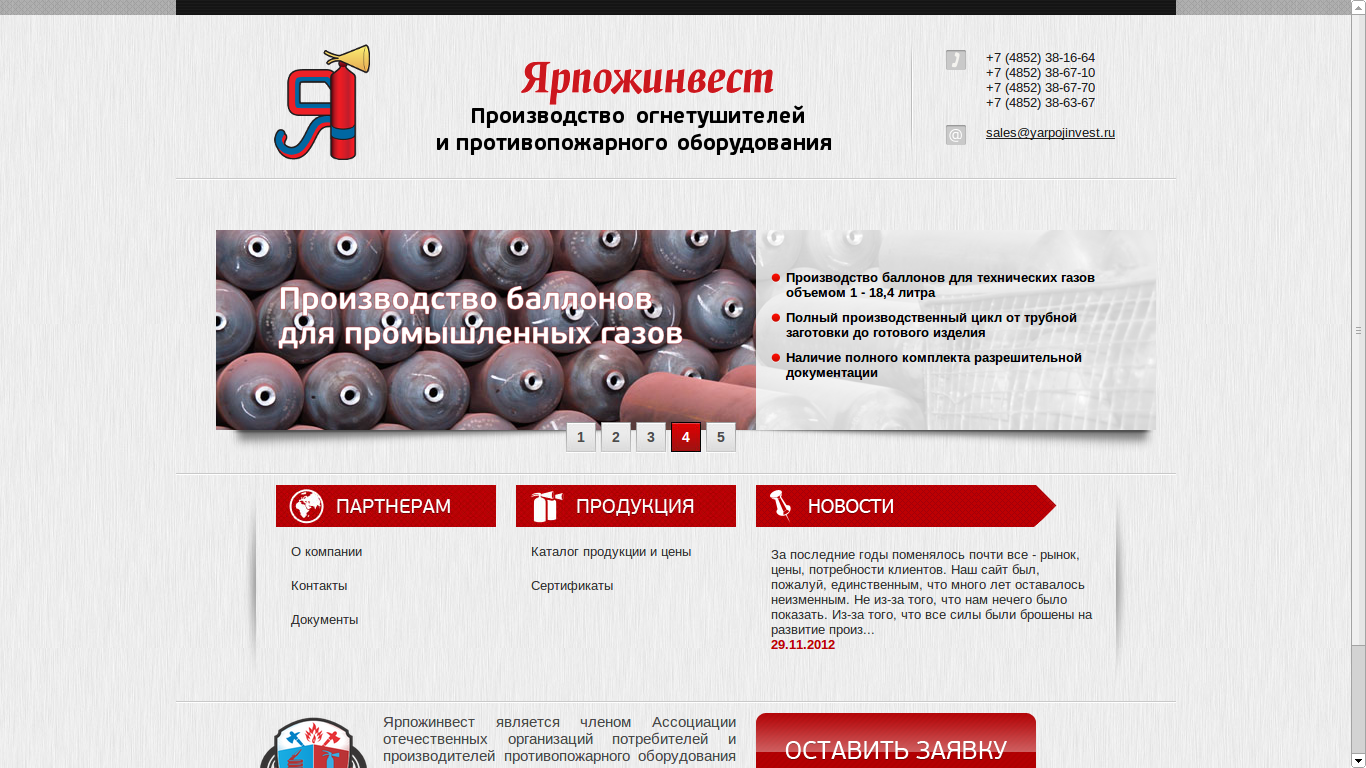 Ярпожинвест
Производство огнетушителей
и противопожарного оборудования
+7 (4852) 38-16-64
+7 (4852) 38-67-10
+7 (4852) 38-67-70
+7 (4852) 38-63-67
sales@yarpojinvest.ru
Производство баллонов
для промышленных газов
Производство баллонов для технических газов
объемом 1 - 18,4 литра
Полный производственный цикл от трубной
заготовки до готового изделия
Наличие полного комплекта разрешительной
документации
1 2 3 4 5
ПАРТНЕРАМ
О компании
Контакты
Документы
ПРОДУКЦИЯ
Каталог продукции и цены
Сертификаты
НОВОСТИ
За последние годы поменялось почти все - рынок,
цены, потребности клиентов. Наш сайт был,
пожалуй, единственным, что много лет оставалось
неизменным. Не из-за того, что нам нечего было
показать. Из-за того, что все силы были брошены на
развитие произ...
29.11.2012
Ярпожинвест является членом Ассоциации
отечественных организаций потребителей и
производителей противопожарного оборудования
ОСТАВИТЬ ЗАЯВКУ